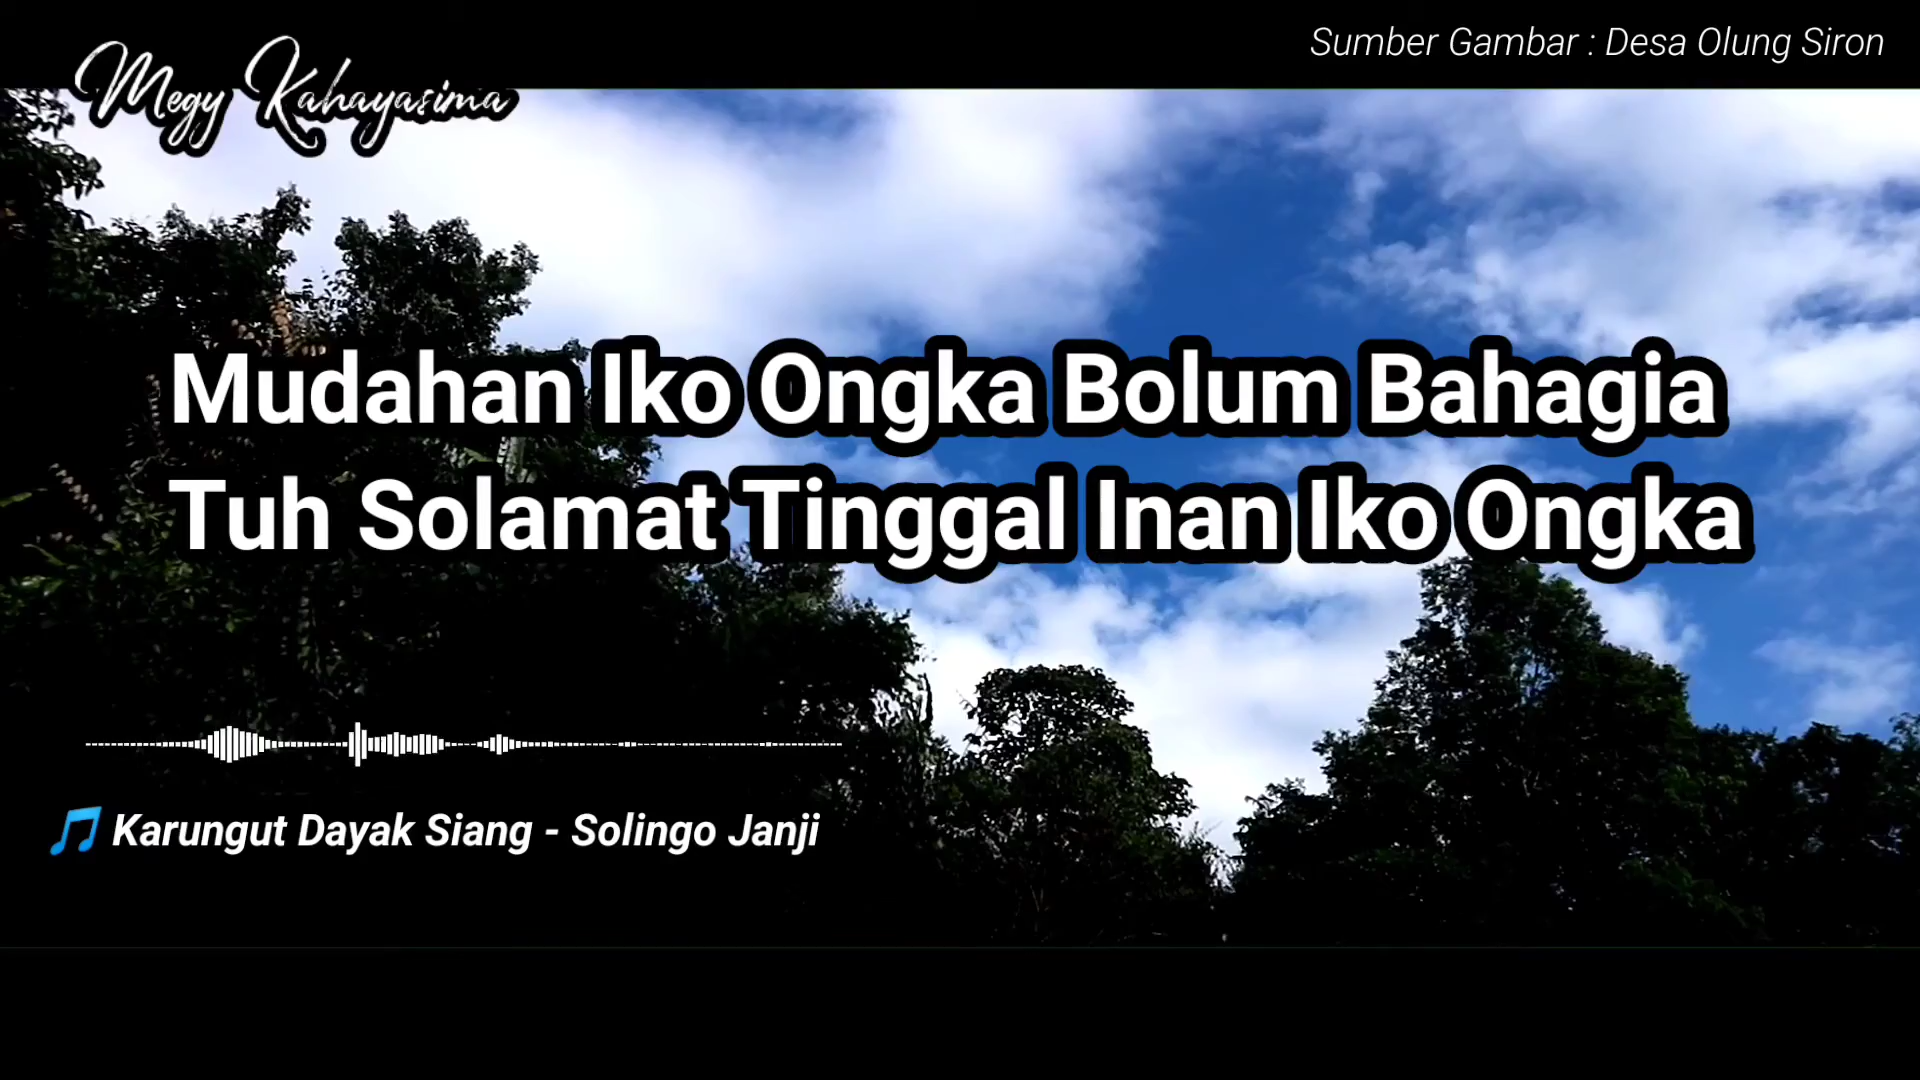 Megy Kahayasima
Sumber Gambar : Desa Olung Siron
Mudahan Iko Ongka Bolum Bahagia
Tuh Solamat Tinggal Inan Iko Ongka
🎵 Karungut Dayak Siang - Solingo Janji